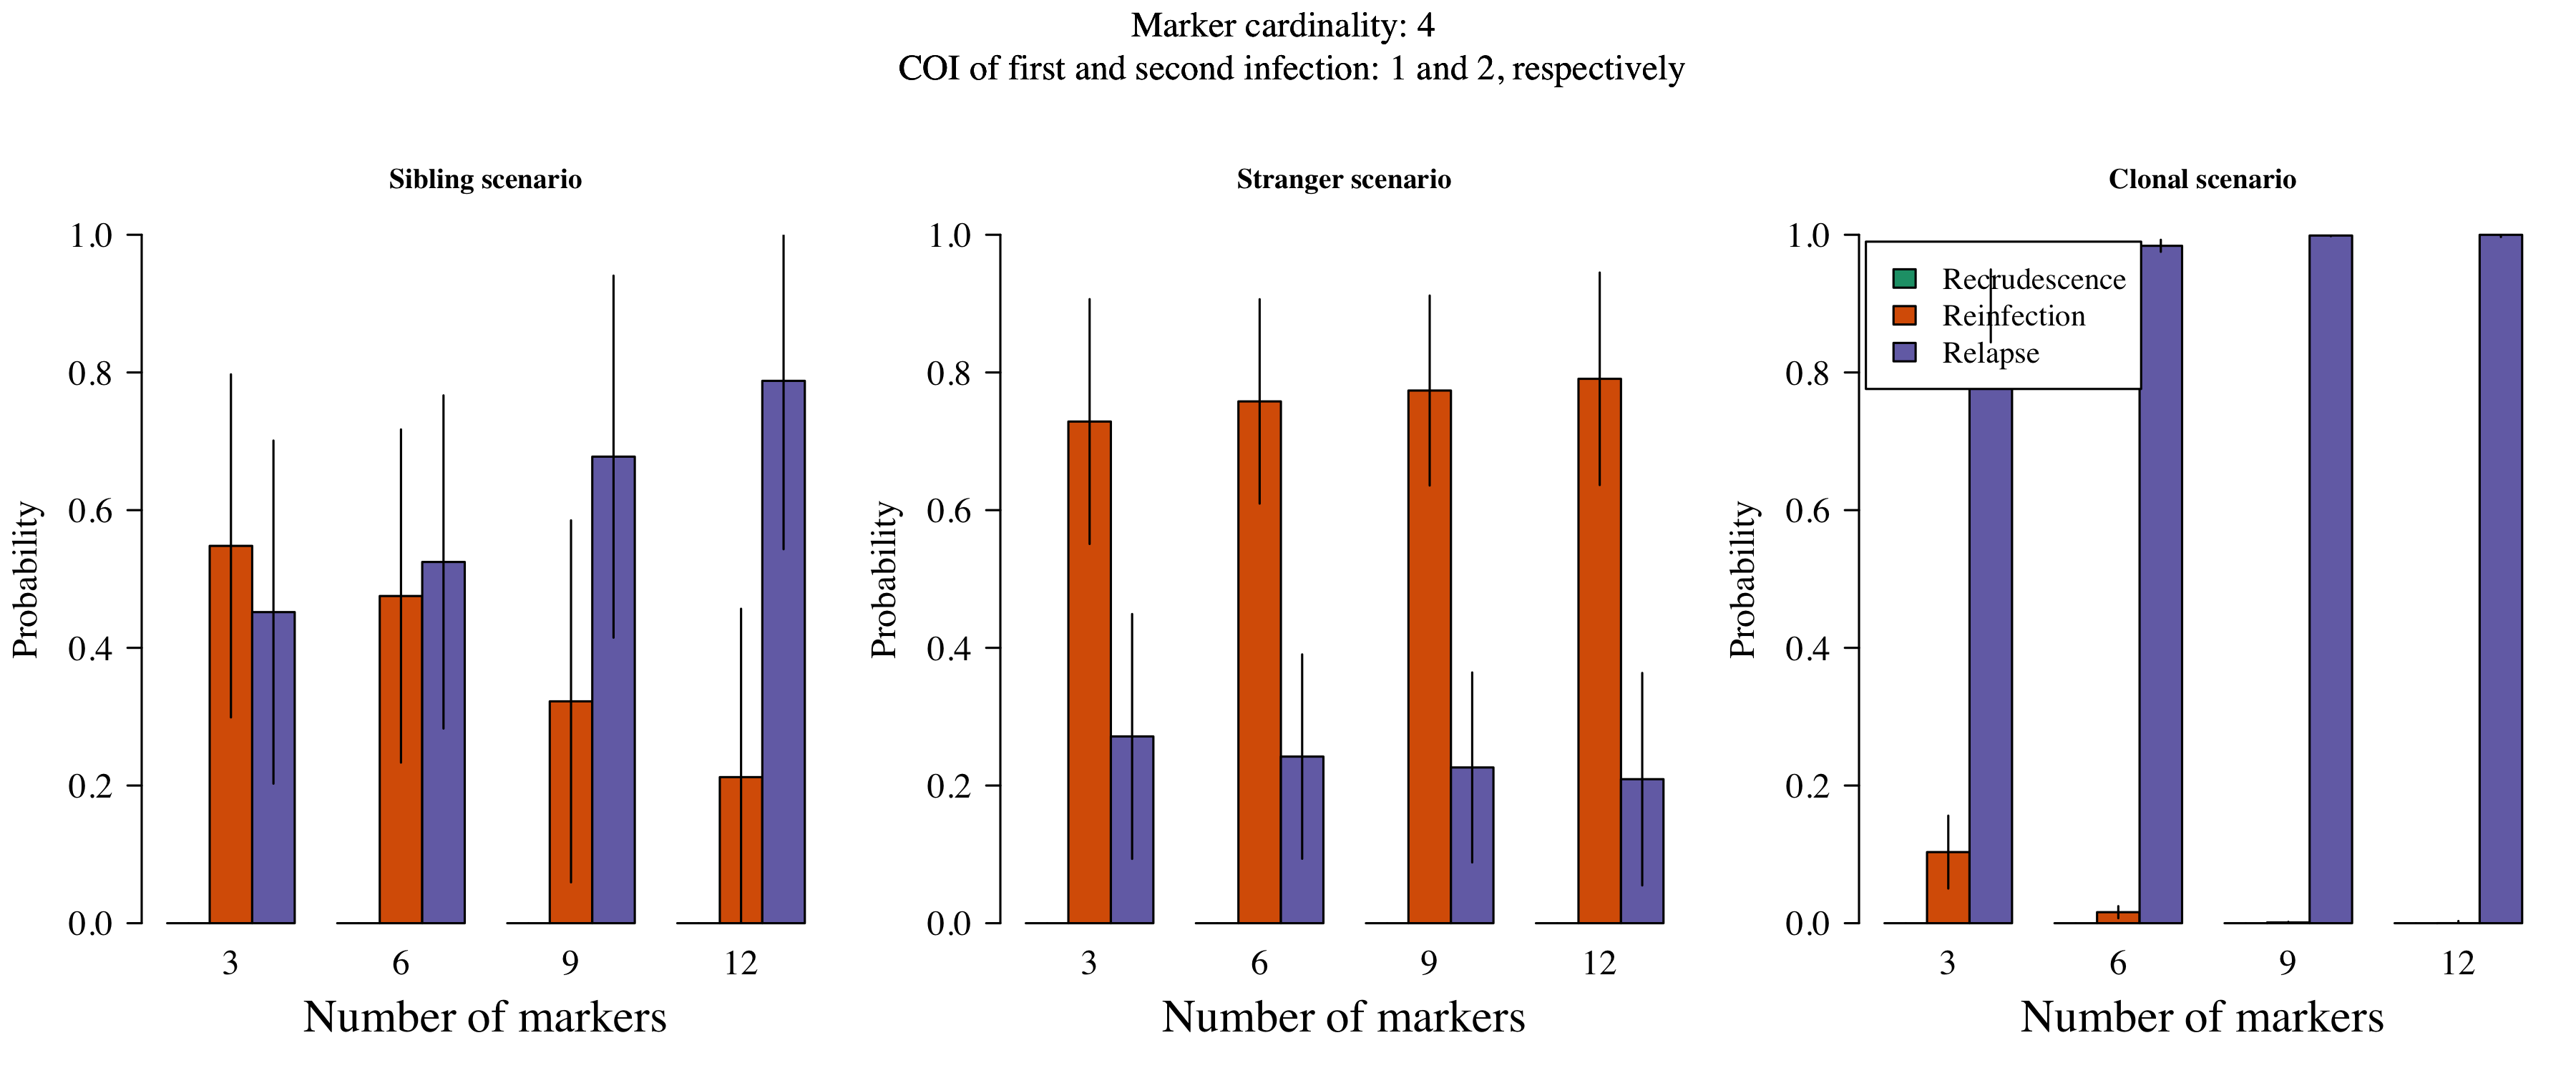 Marker cardinality: 4
COI of first and second infection: 1 and 2, respectively
Sibling scenario
Probability
1.0
0.8
0.6
0.4
0.2
0.0
3 6 9 12
Number of markers
Stranger scenario
Probability
1.0
0.8
0.6
0.4
0.2
0.0
3 6 9 12
Number of markers
Clonal scenario
Probability
1.0
0.8
0.6
0.4
0.2
0.0
Recrudescence
Reinfection
Relapse
3 6 9 12
Number of markers